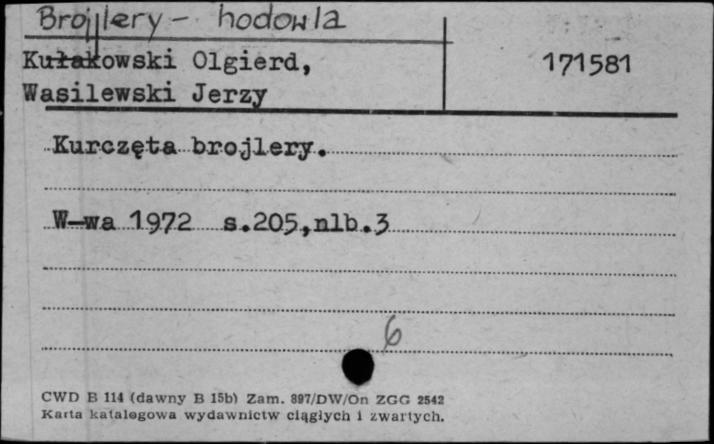 Brojlery - hodowla
Kułakowski Olgierd,
171581
Wasilewski Jerzy
Kurczęta brojlery.
W-wa 1972 s.205,nlb.3
6
CWD B 114 (dawny B 15b) Zam. 897/DW/On ZGG 2542
Karta katalogowa wydawnictw ciągłych i zwartych.